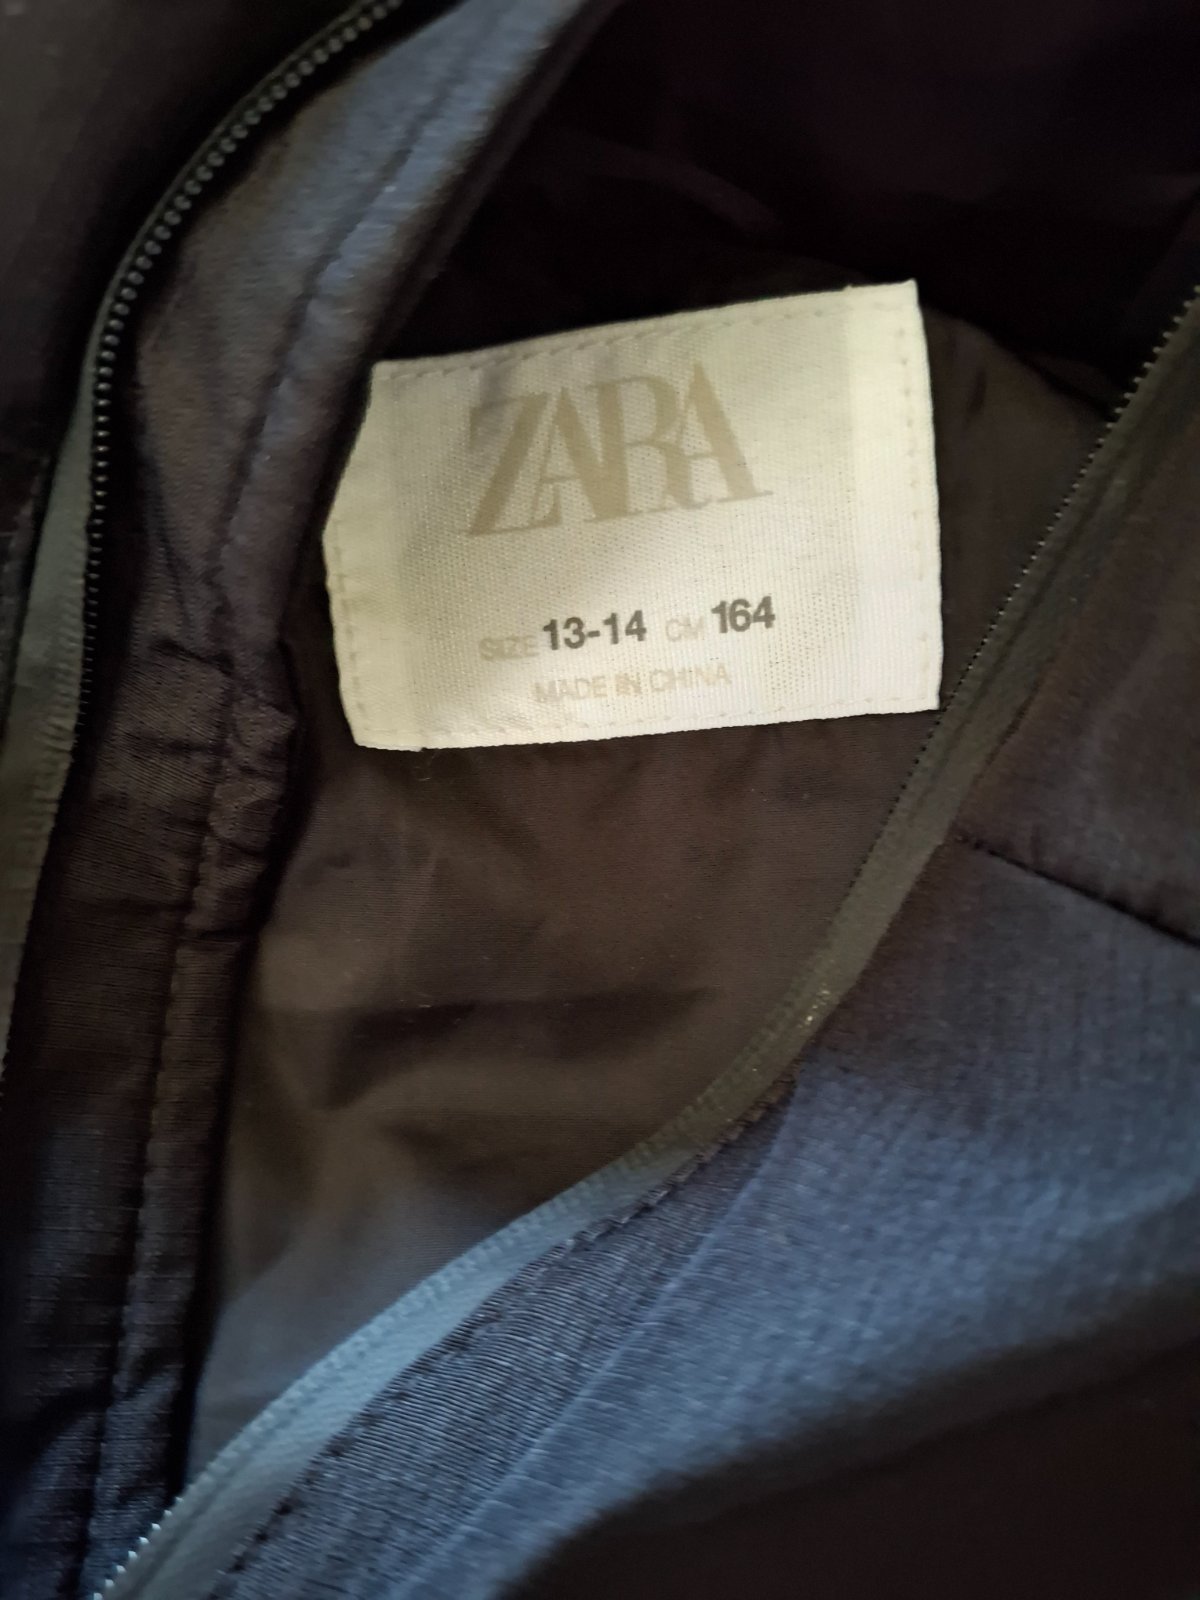 ZARA
SIZE 13-14 CM 164
MADE IN CHINA